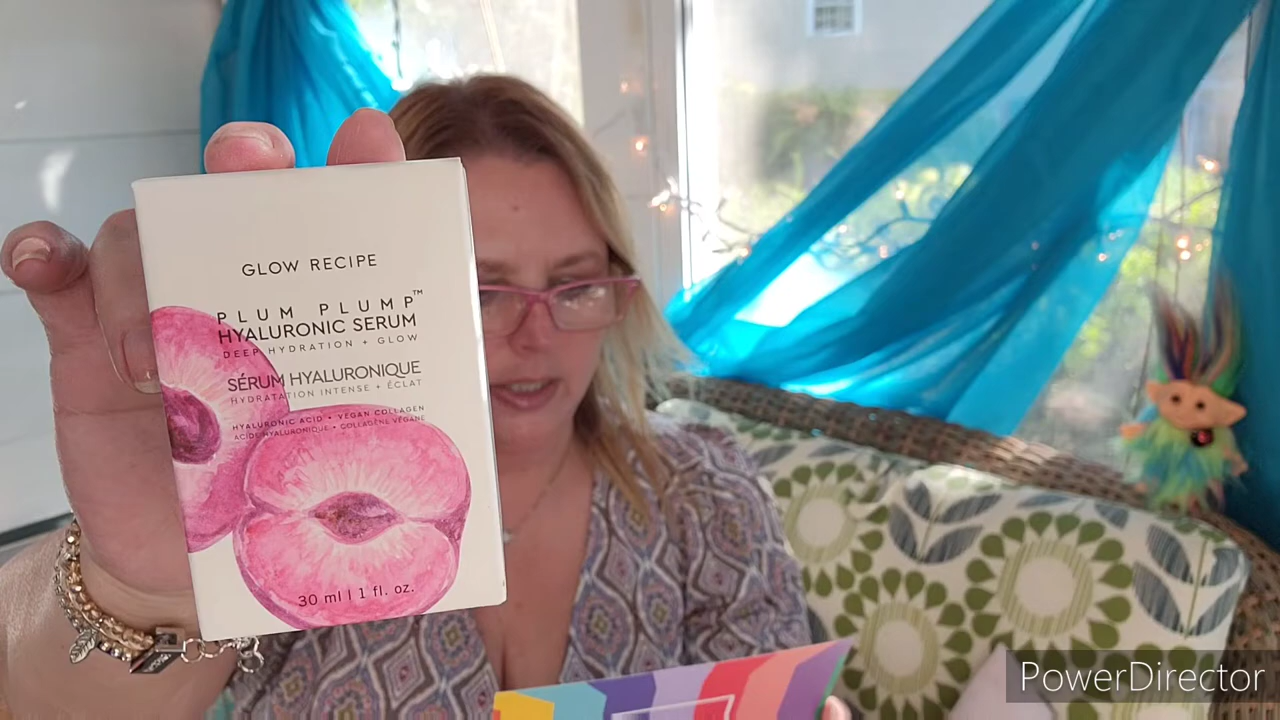 GLOW RECIPE
PLUM PLUMP™
HYALURONIC SERUM
DEEP HYDRATION + GLOW
SÉRUM HYALURONIQUE
HYDRATATION INTENSE + ÉCLAT
HYALURONIC ACID • VEGAN COLLAGEN
ACIDE HYALURONIQUE • COLLAGÈNE VÉGANE
30 ml | 1 fl. oz.
PowerDirector